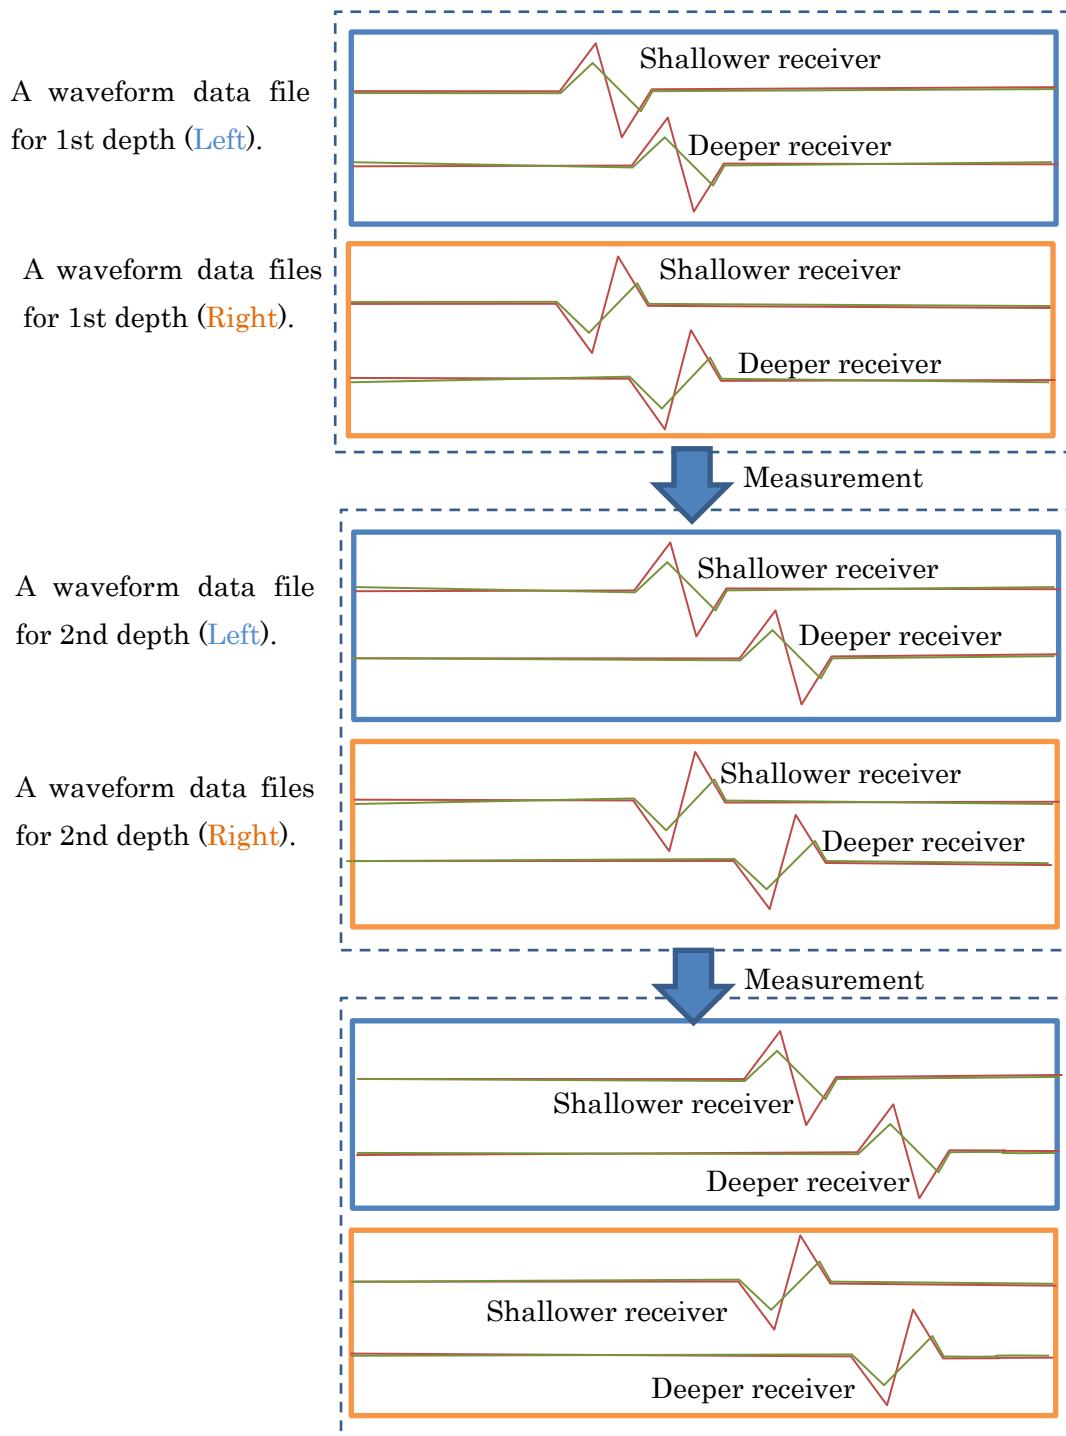 Shallower receiver
A waveform data file
for 1st depth (Left).
Deeper receiver
A waveform data files
for 1st depth (Right).
Shallower receiver
Deeper receiver
Measurement
Shallower receiver
A waveform data file
for 2nd depth (Left).
Deeper receiver
A waveform data files
for 2nd depth (Right).
Shallower receiver
Deeper receiver
Measurement
Shallower receiver
Deeper receiver
Shallower receiver
Deeper receiver